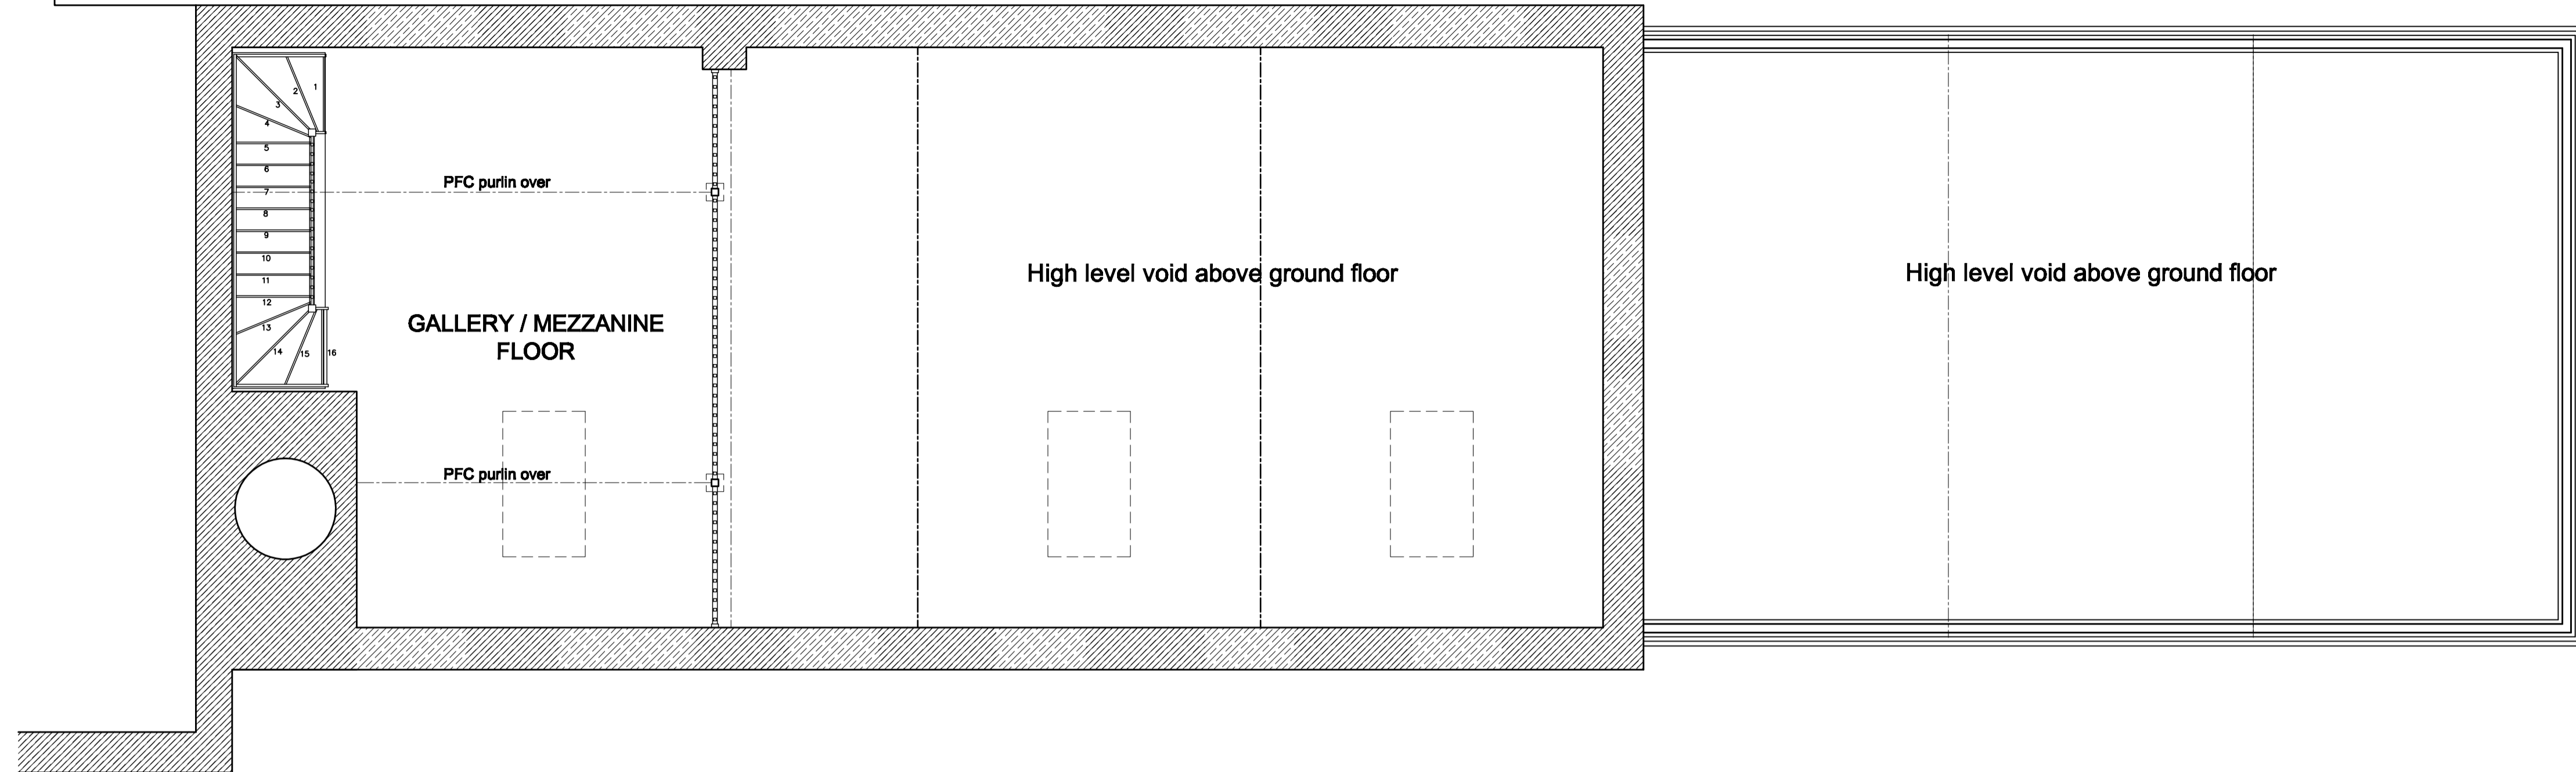 1
2
3
4
5
6
7
8
9
10
11
12
13
14
15
16
PFC purlin over
GALLERY / MEZZANINE
FLOOR
PFC purlin over
High level void above ground floor
High level void above ground floor